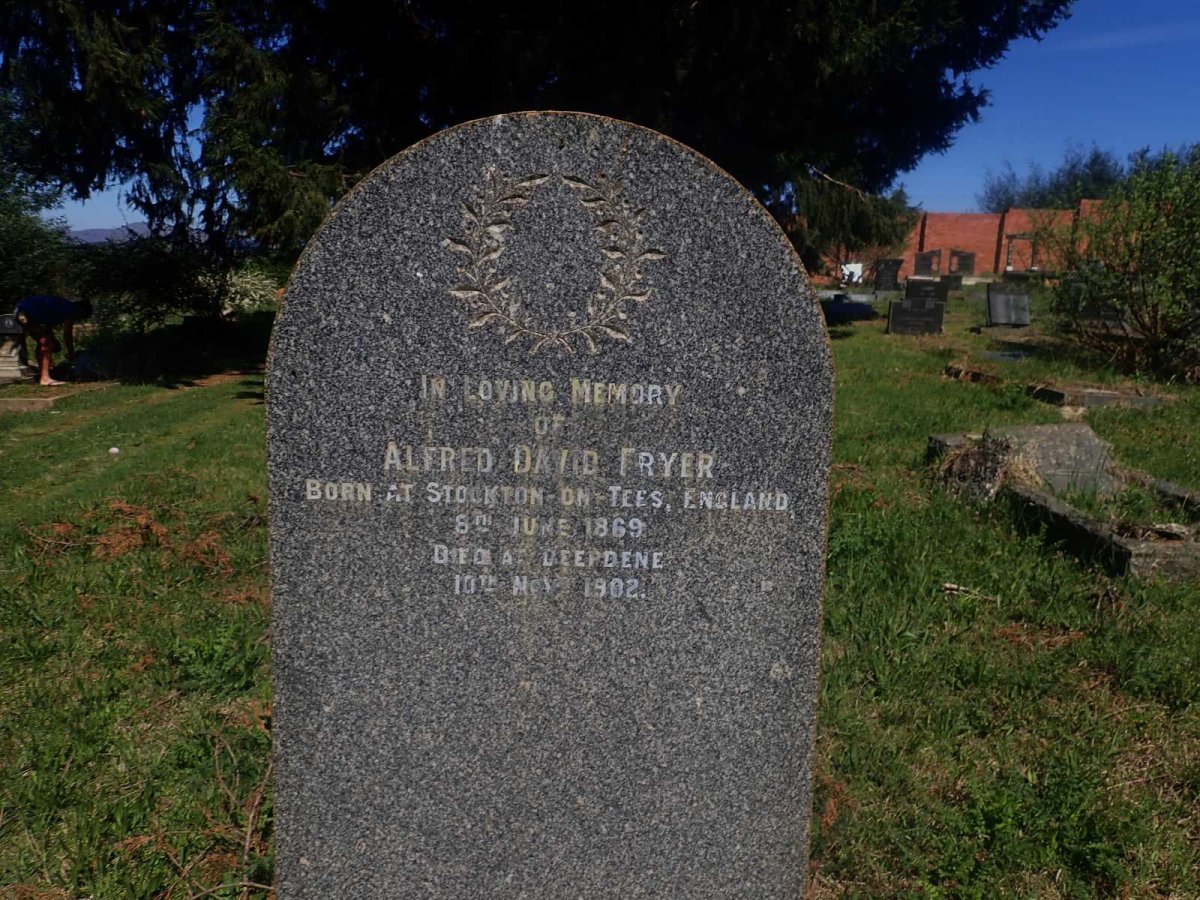 IN LOVING MEMORY
OF
ALFRED DAVID FRYER
BORN AT STOCKTON-ON-TEES, ENGLAND,
8TH JUNE 1869
DIED AT DEEPDENE
10TH NOV. 1902.